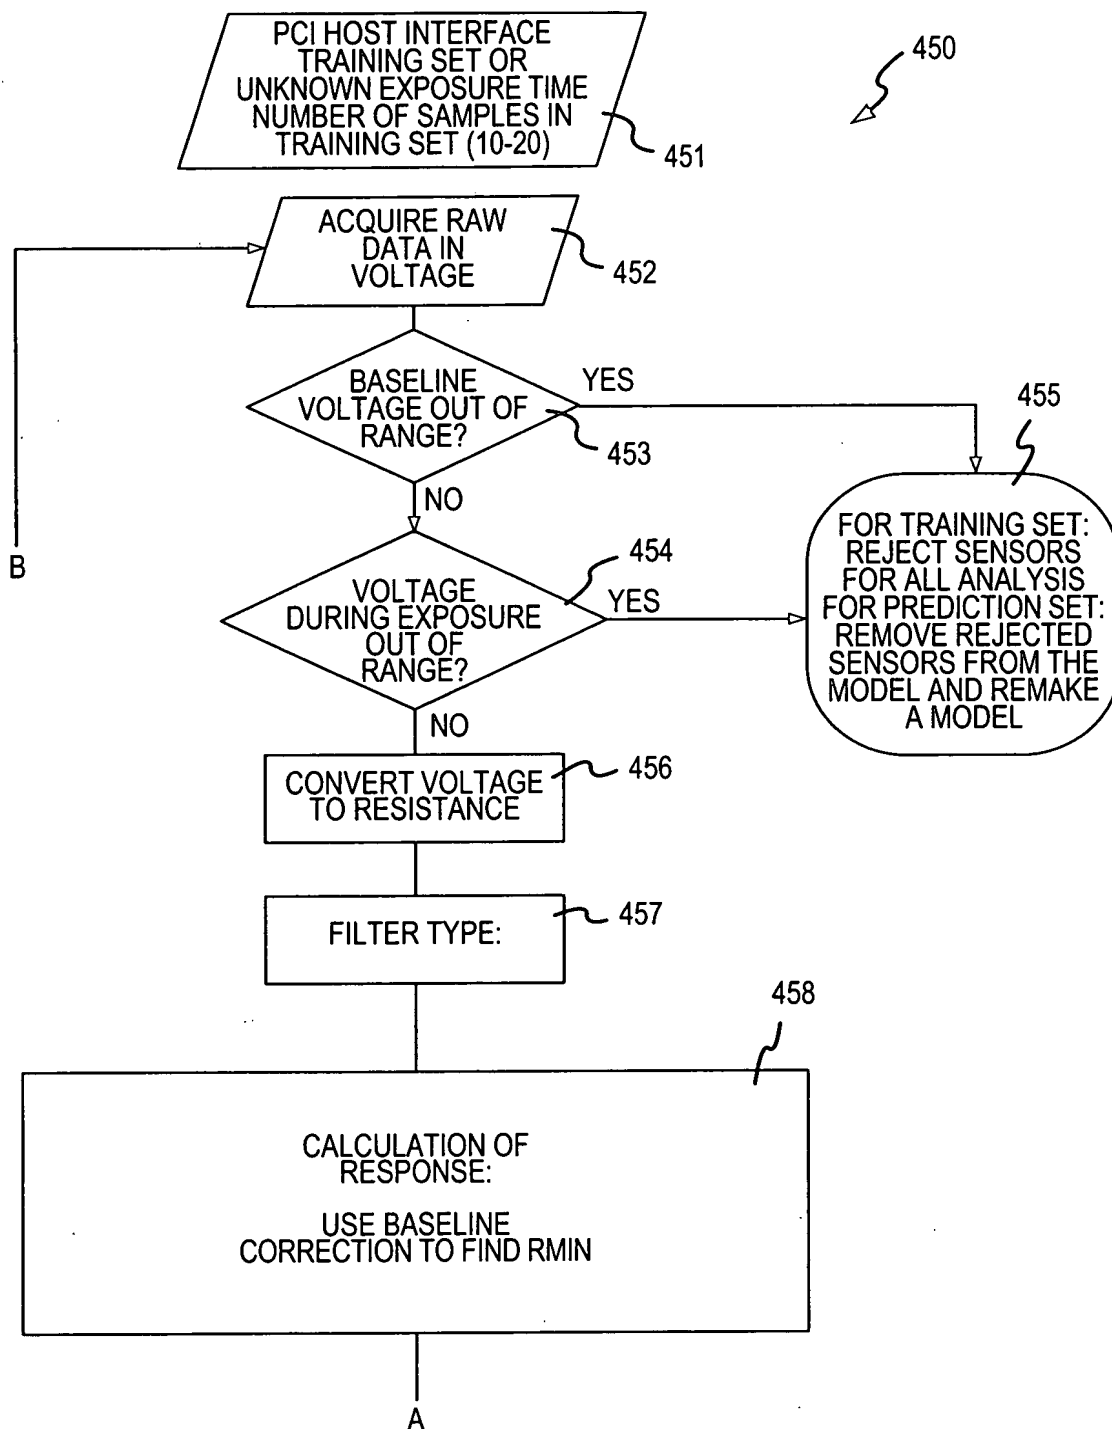 PCI HOST INTERFACE
TRAINING SET OR
UNKNOWN EXPOSURE TIME
NUMBER OF SAMPLES IN
TRAINING SET (10-20)
451
450
ACQUIRE RAW
DATA IN
VOLTAGE
452
BASELINE
VOLTAGE OUT OF
RANGE?
453
YES
NO
455
FOR TRAINING SET:
REJECT SENSORS
FOR ALL ANALYSIS
FOR PREDICTION SET:
REMOVE REJECTED
SENSORS FROM THE
MODEL AND REMAKE
A MODEL
B
454
VOLTAGE
DURING EXPOSURE
OUT OF
RANGE?
YES
NO
CONVERT VOLTAGE
TO RESISTANCE
456
FILTER TYPE:
457
458
CALCULATION OF
RESPONSE:
USE BASELINE
CORRECTION TO FIND RMIN
A